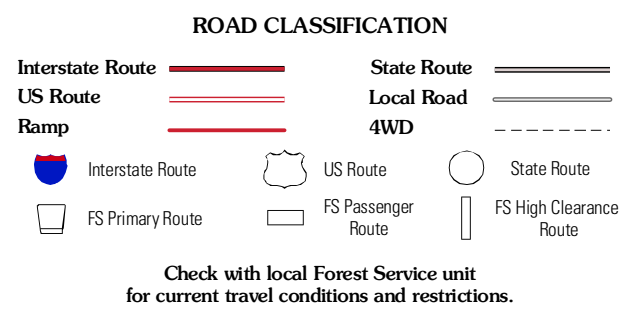 ROAD CLASSIFICATION
Interstate Route
State Route
US Route
Local Road
Ramp
4WD
Interstate Route
US Route
State Route
FS Primary Route
FS Passenger
Route
FS High Clearance
Route
Check with local Forest Service unit
for current travel conditions and restrictions.